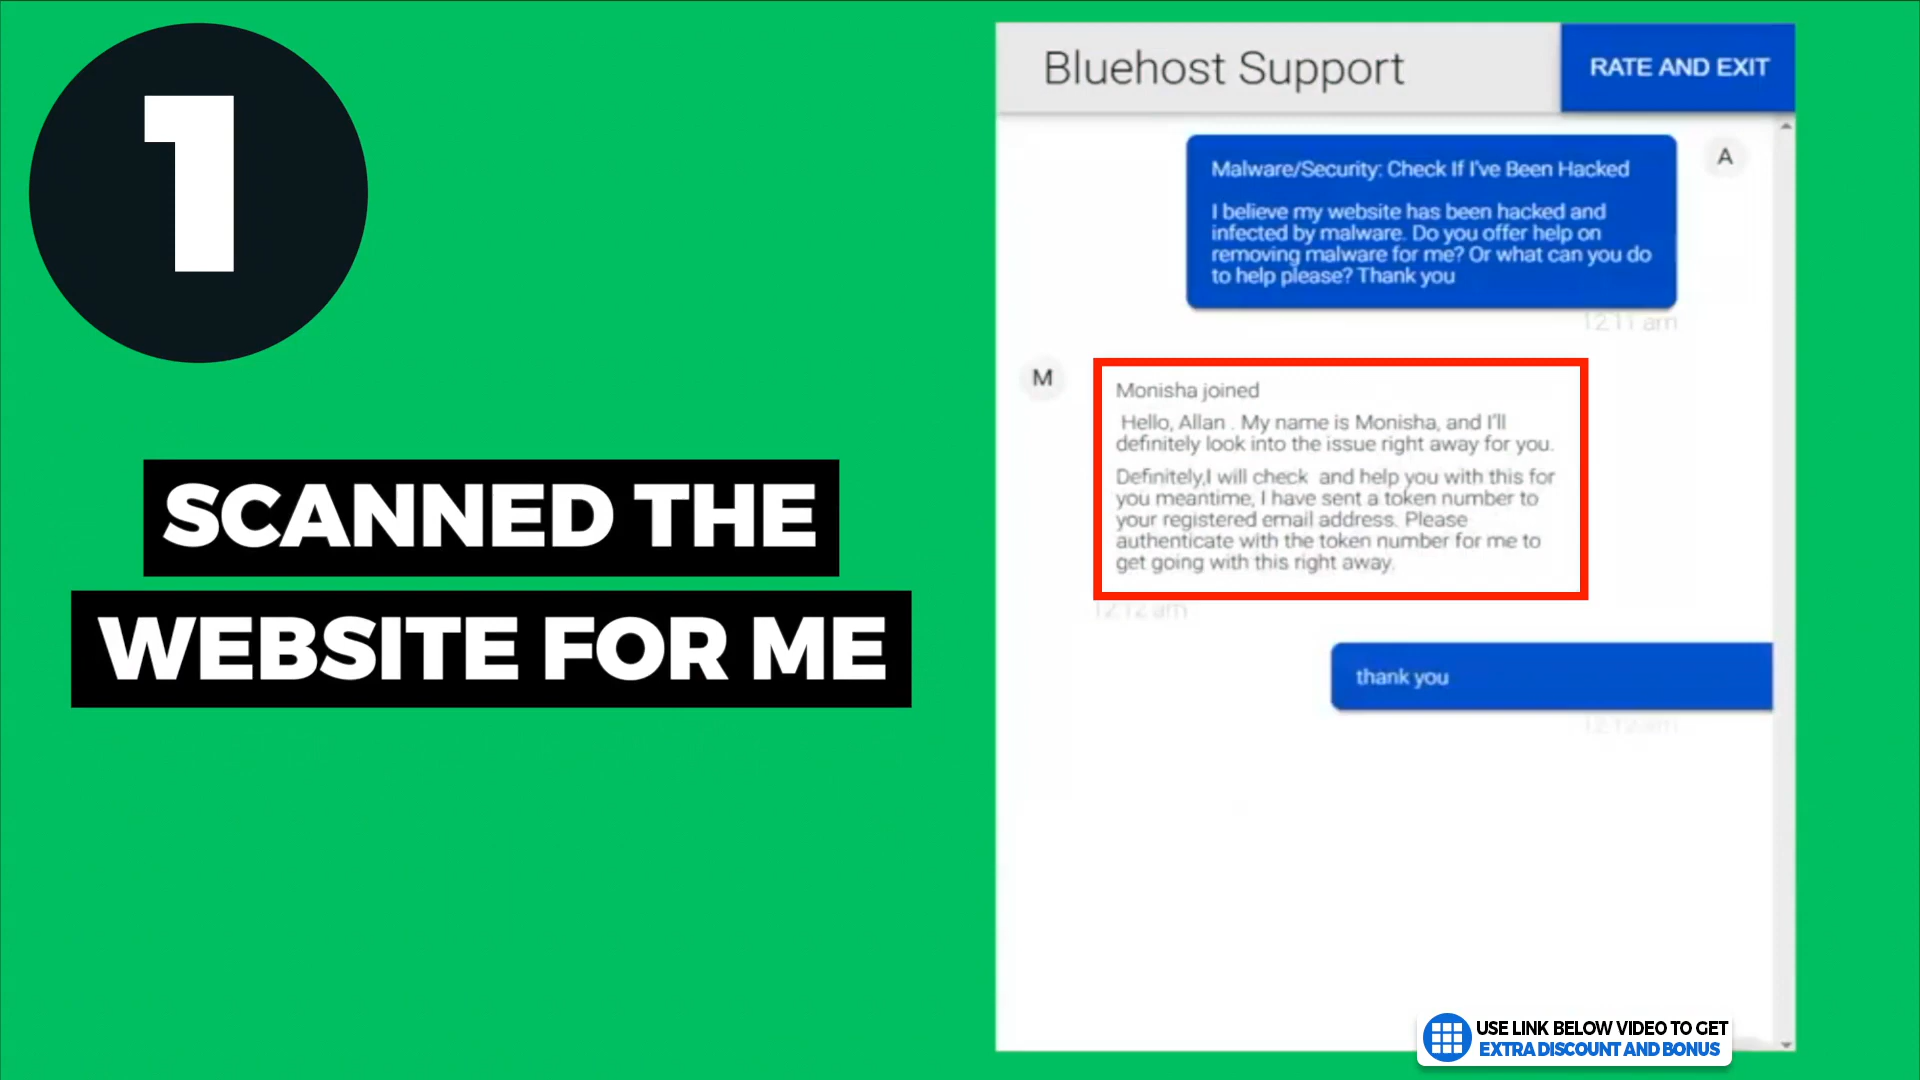 1
SCANNED THE
WEBSITE FOR ME
Bluehost Support
RATE AND EXIT
A
Malware/Security: Check If I've Been Hacked
I believe my website has been hacked and
infected by malware. Do you offer help on
removing malware for me? Or what can you do
to help please? Thank you
12:11 am
M
Monisha joined
Hello, Allan . My name is Monisha, and I'll
definitely look into the issue right away for you.
Definitely,I will check  and help you with this for
you meantime, I have sent a token number to
your registered email address. Please
authenticate with the token number for me to
get going with this right away.
12:12 am
thank you
12:12 am
USE LINK BELOW VIDEO TO GET
EXTRA DISCOUNT AND BONUS